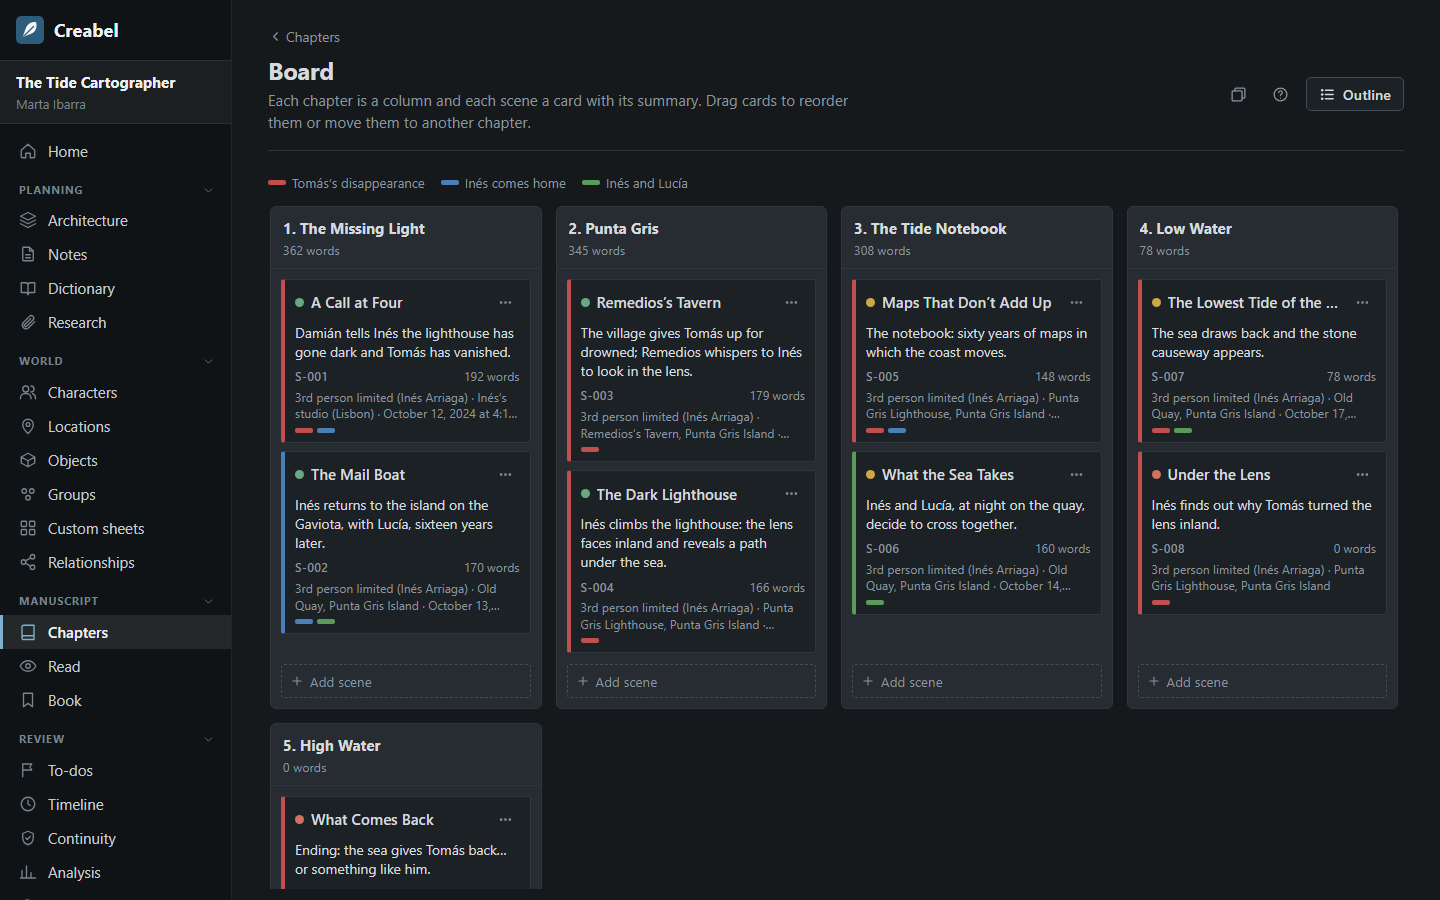 Creabel
The Tide Cartographer
Marta Ibarra
Home
PLANNING
Architecture
Notes
Dictionary
Research
WORLD
Characters
Locations
Objects
Groups
Custom sheets
Relationships
MANUSCRIPT
Chapters
Read
Book
REVIEW
To-dos
Timeline
Continuity
Analysis
Chapters
Board
Each chapter is a column and each scene a card with its summary. Drag cards to reorder
them or move them to another chapter.
Outline
Tomás's disappearance
Inés comes home
Inés and Lucía
1. The Missing Light
362 words
A Call at Four
Damián tells Inés the lighthouse has
gone dark and Tomás has vanished.
S-001 192 words
3rd person limited (Inés Arriaga) · Inés's
studio (Lisbon) · October 12, 2024 at 4:1...
The Mail Boat
Inés returns to the island on the
Gaviota, with Lucía, sixteen years
later.
S-002 170 words
3rd person limited (Inés Arriaga) · Old
Quay, Punta Gris Island · October 13,...
+ Add scene
2. Punta Gris
345 words
Remedios's Tavern
The village gives Tomás up for
drowned; Remedios whispers to Inés
to look in the lens.
S-003 179 words
3rd person limited (Inés Arriaga) ·
Remedios's Tavern, Punta Gris Island ·...
The Dark Lighthouse
Inés climbs the lighthouse: the lens
faces inland and reveals a path
under the sea.
S-004 166 words
3rd person limited (Inés Arriaga) · Punta
Gris Lighthouse, Punta Gris Island ·...
+ Add scene
3. The Tide Notebook
308 words
Maps That Don't Add Up
The notebook: sixty years of maps in
which the coast moves.
S-005 148 words
3rd person limited (Inés Arriaga) · Punta
Gris Lighthouse, Punta Gris Island ·...
What the Sea Takes
Inés and Lucía, at night on the quay,
decide to cross together.
S-006 160 words
3rd person limited (Inés Arriaga) · Old
Quay, Punta Gris Island · October 14,...
+ Add scene
4. Low Water
78 words
The Lowest Tide of the ...
The sea draws back and the stone
causeway appears.
S-007 78 words
3rd person limited (Inés Arriaga) · Old
Quay, Punta Gris Island · October 17,...
Under the Lens
Inés finds out why Tomás turned the
lens inland.
S-008 0 words
3rd person limited (Inés Arriaga) · Punta
Gris Lighthouse, Punta Gris Island
+ Add scene
5. High Water
0 words
What Comes Back
Ending: the sea gives Tomás back...
or something like him.